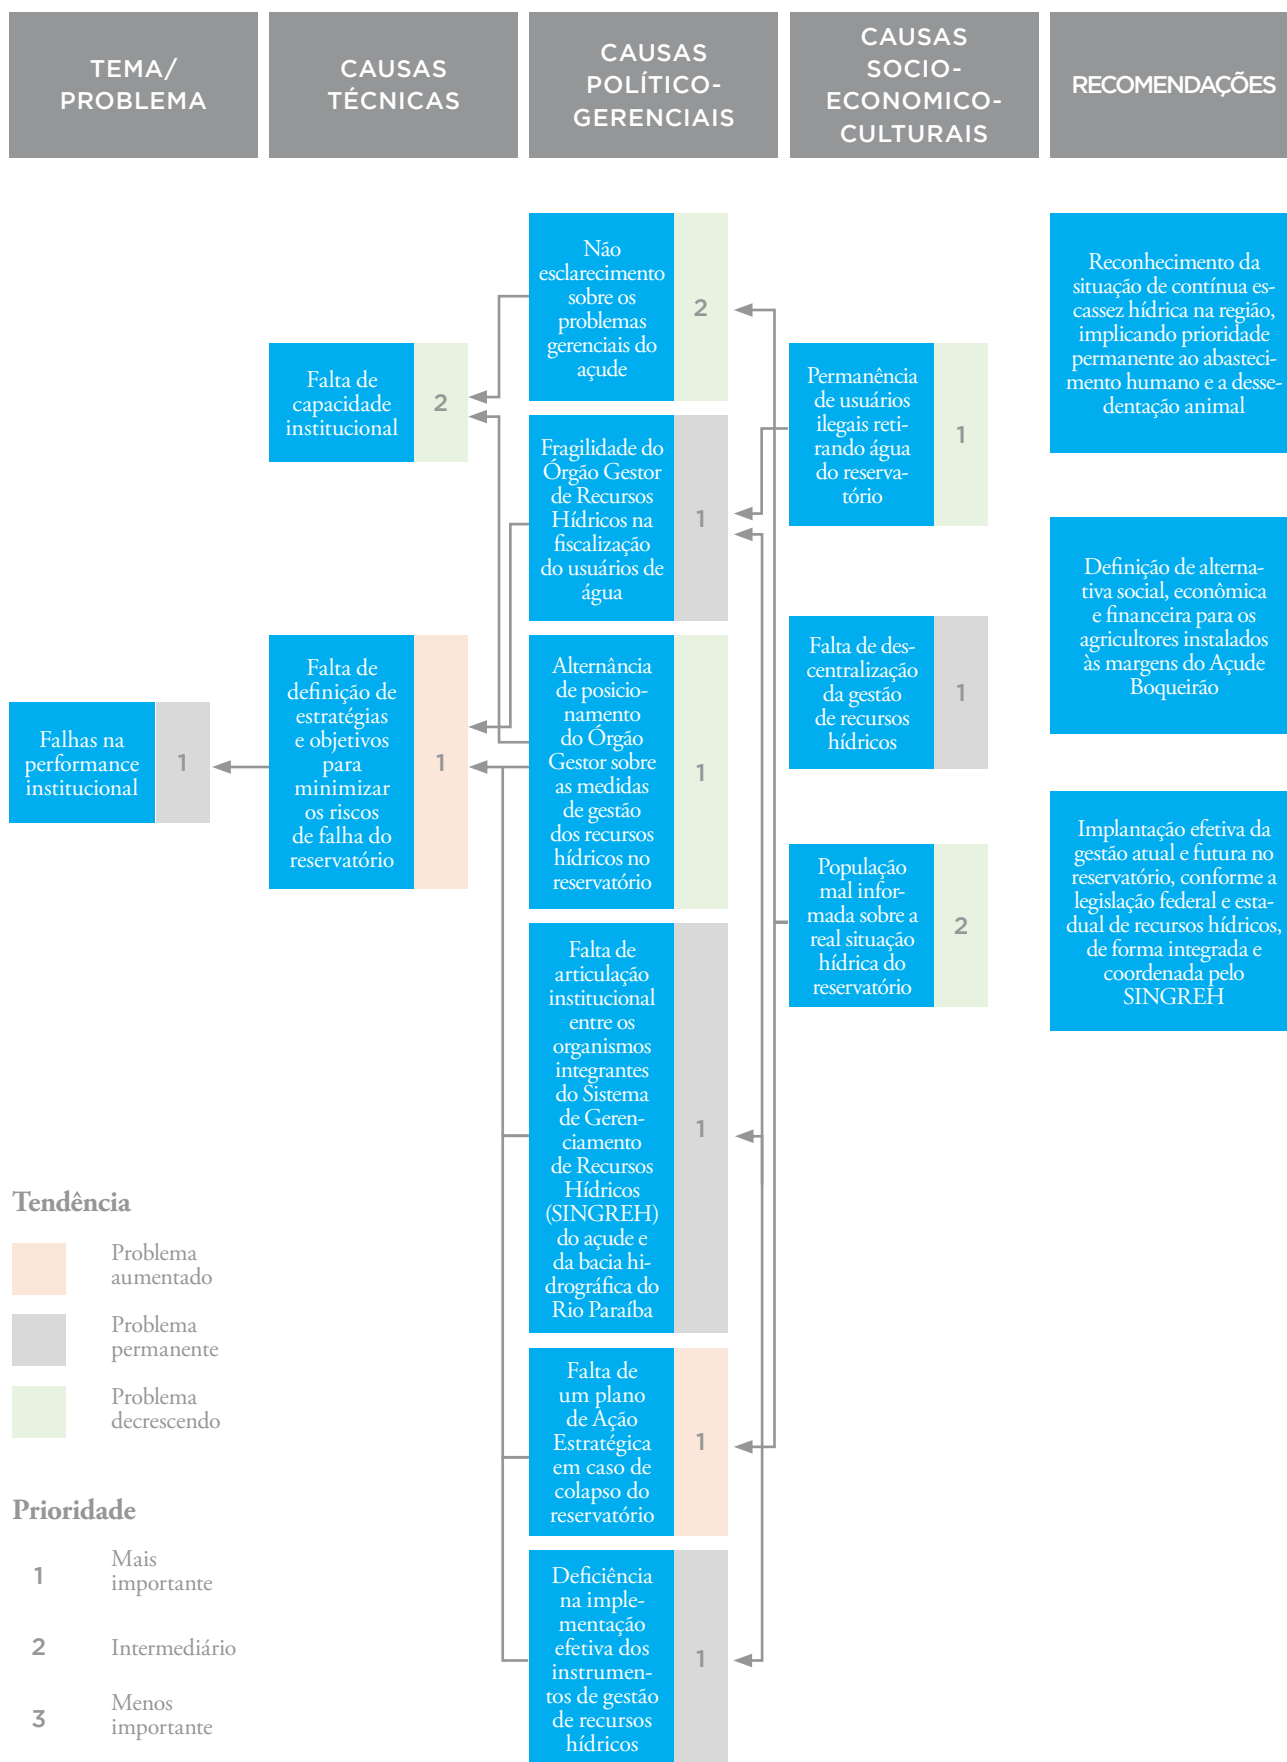 TEMA/
PROBLEMA
CAUSAS
TÉCNICAS
CAUSAS
POLÍTICO-
GERENCIAIS
CAUSAS
SOCIO-
ECONOMICO-
CULTURAIS
RECOMENDAÇÕES
Falhas na
performance
institucional
1
Falta de
capacidade
institucional
2
Falta de
definição de
estratégias
e objetivos
para
minimizar
os riscos
de falha do
reservatório
1
Não
esclarecimento
sobre os
problemas
gerenciais do
açude
2
Fragilidade do
Órgão Gestor
de Recursos
Hídricos na
fiscalização
do usuários de
água
1
Alternância
de posicio-
namento
do Órgão
Gestor sobre
as medidas
de gestão
dos recursos
hídricos no
reservatório
1
Falta de
articulação
institucional
entre os
organismos
integrantes
do Sistema
de Geren-
ciamento
de Recursos
Hídricos
(SINGREH)
do açude e
da bacia hi-
drográfica do
Rio Paraíba
1
Falta de
um plano
de Ação
Estratégica
em caso de
colapso do
reservatório
1
Deficiência
na imple-
mentação
efetiva dos
instrumen-
tos de gestão
de recursos
hídricos
1
Permanência
de usuários
ilegais reti-
rando água
do reserva-
tório
1
Falta de des-
centralização
da gestão
de recursos
hídricos
1
População
mal infor-
mada sobre a
real situação
hídrica do
reservatório
2
Reconhecimento da
situação de contínua es-
cassez hídrica na região,
implicando prioridade
permanente ao abasteci-
mento humano e a desse-
dentação animal
Definição de alterna-
tiva social, econômica
e financeira para os
agricultores instalados
às margens do Açude
Boqueirão
Implantação efetiva da
gestão atual e futura no
reservatório, conforme a
legislação federal e esta-
dual de recursos hídricos,
de forma integrada e
coordenada pelo
SINGREH
Tendência
Problema
aumentado
Problema
permanente
Problema
decrescendo
Prioridade
1
Mais
importante
2
Intermediário
3
Menos
importante